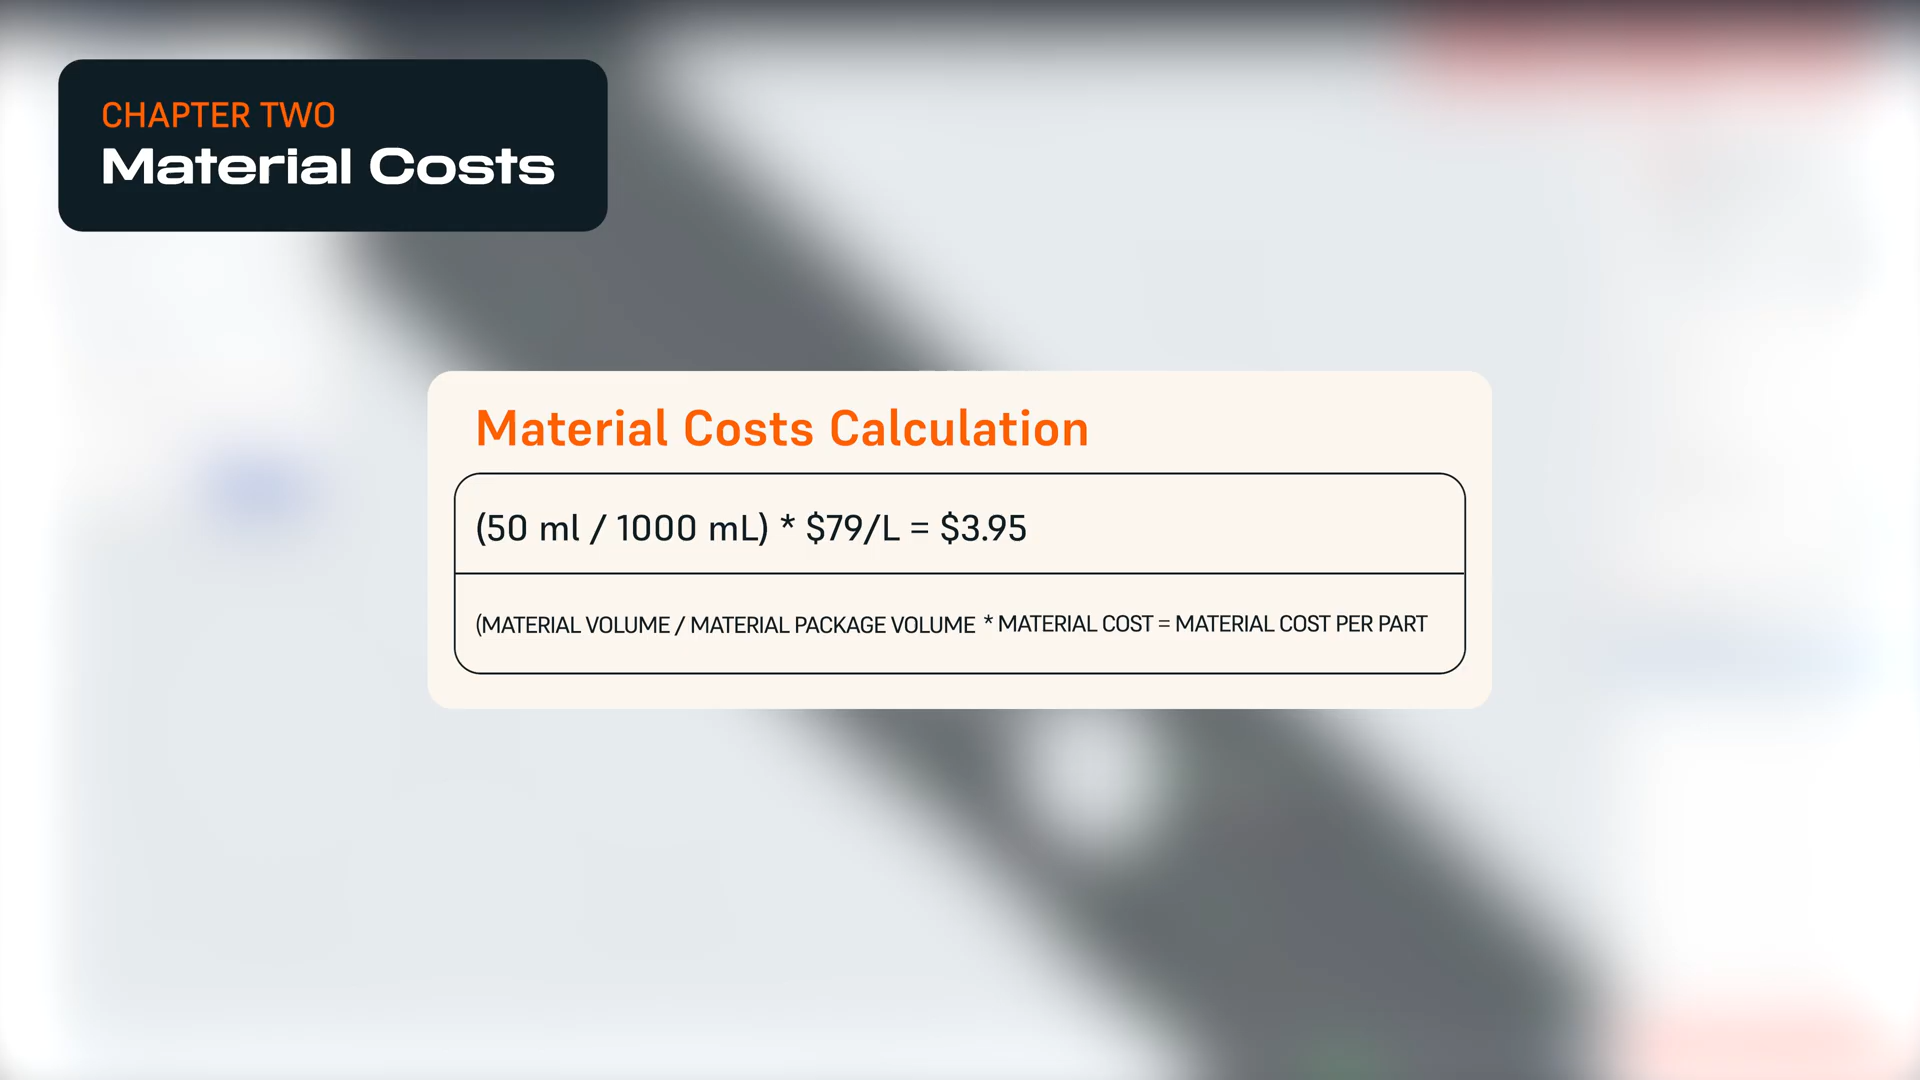 CHAPTER TWO
Material Costs
Material Costs Calculation
(50 ml / 1000 mL) * $79/L = $3.95
(MATERIAL VOLUME / MATERIAL PACKAGE VOLUME * MATERIAL COST = MATERIAL COST PER PART